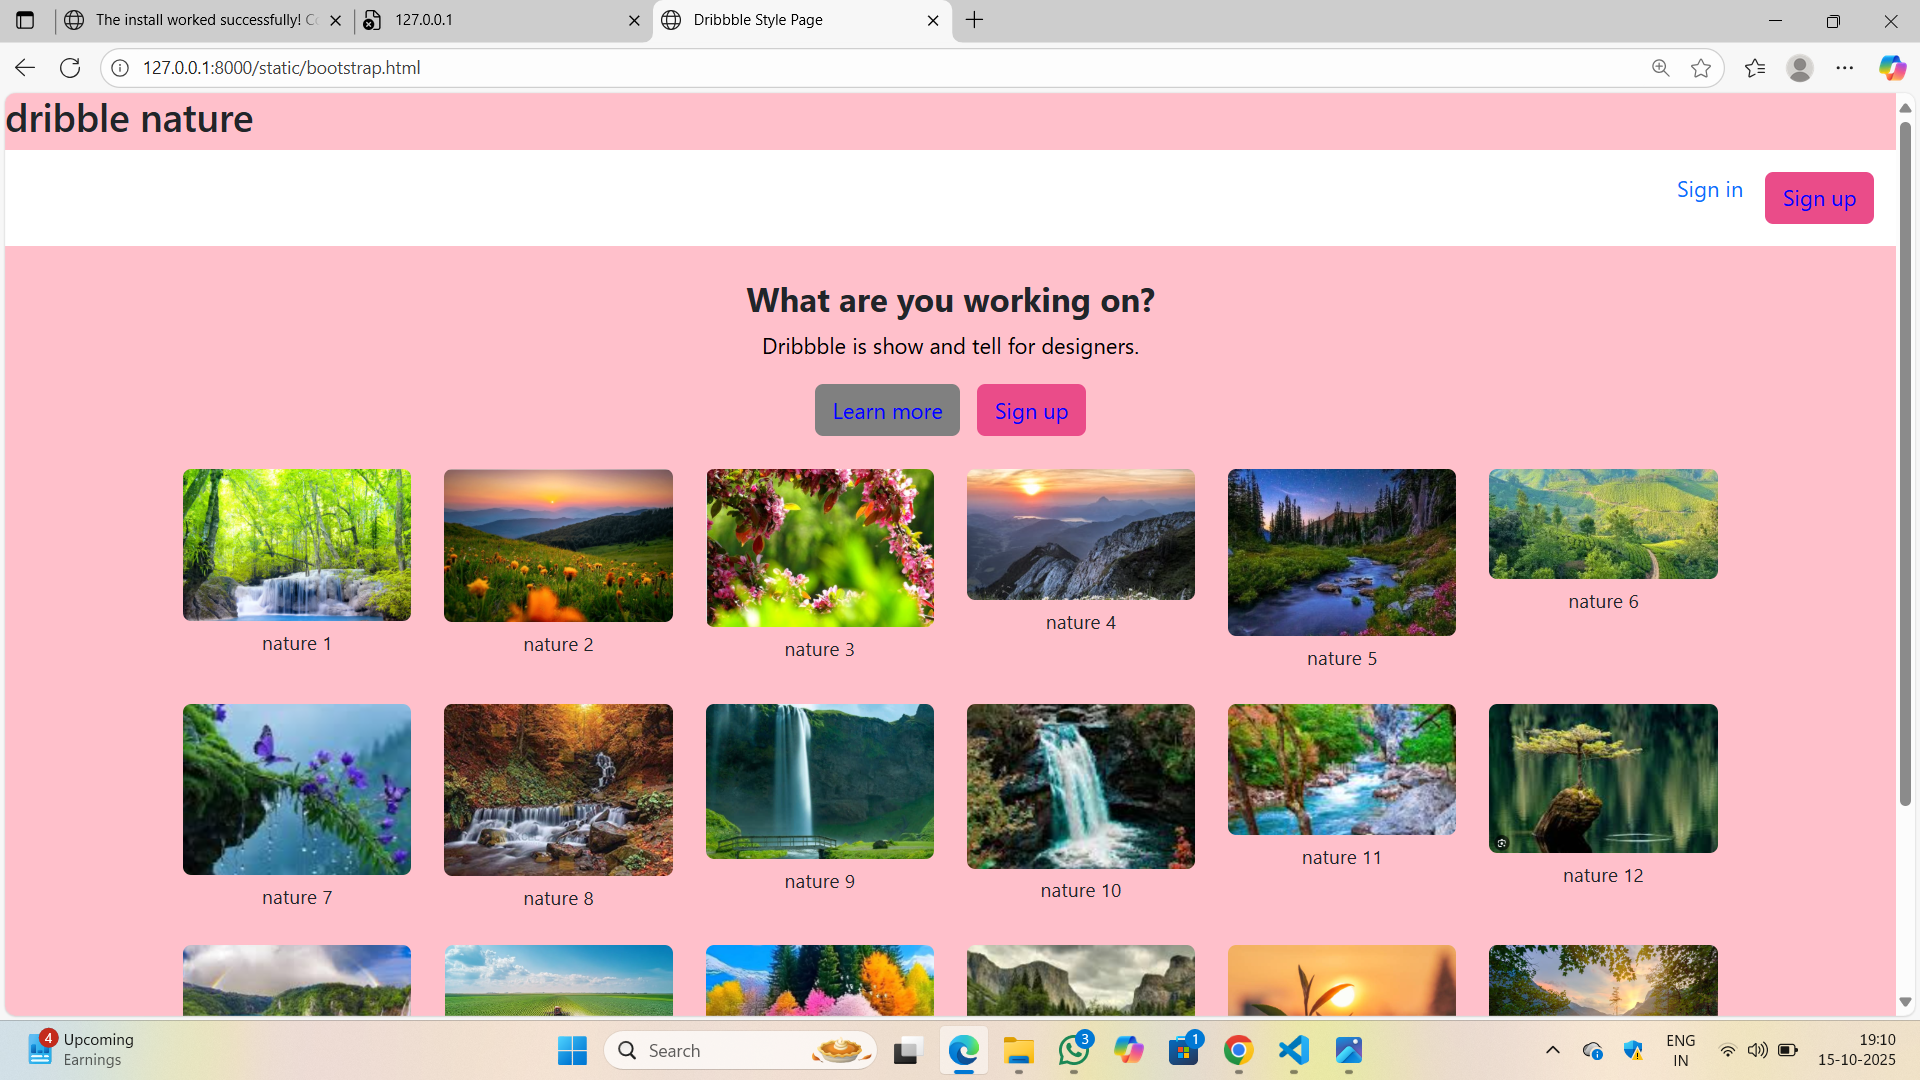 The install worked successfully! Co
127.0.0.1
Dribbble Style Page
127.0.0.1:8000/static/bootstrap.html
dribble nature
Sign in
Sign up
What are you working on?
Dribbble is show and tell for designers.
Learn more
Sign up
nature 1
nature 2
nature 3
nature 4
nature 5
nature 6
nature 7
nature 8
nature 9
nature 10
nature 11
nature 12
4
Upcoming
Earnings
Search
3
1
ENG
IN
19:10
15-10-2025